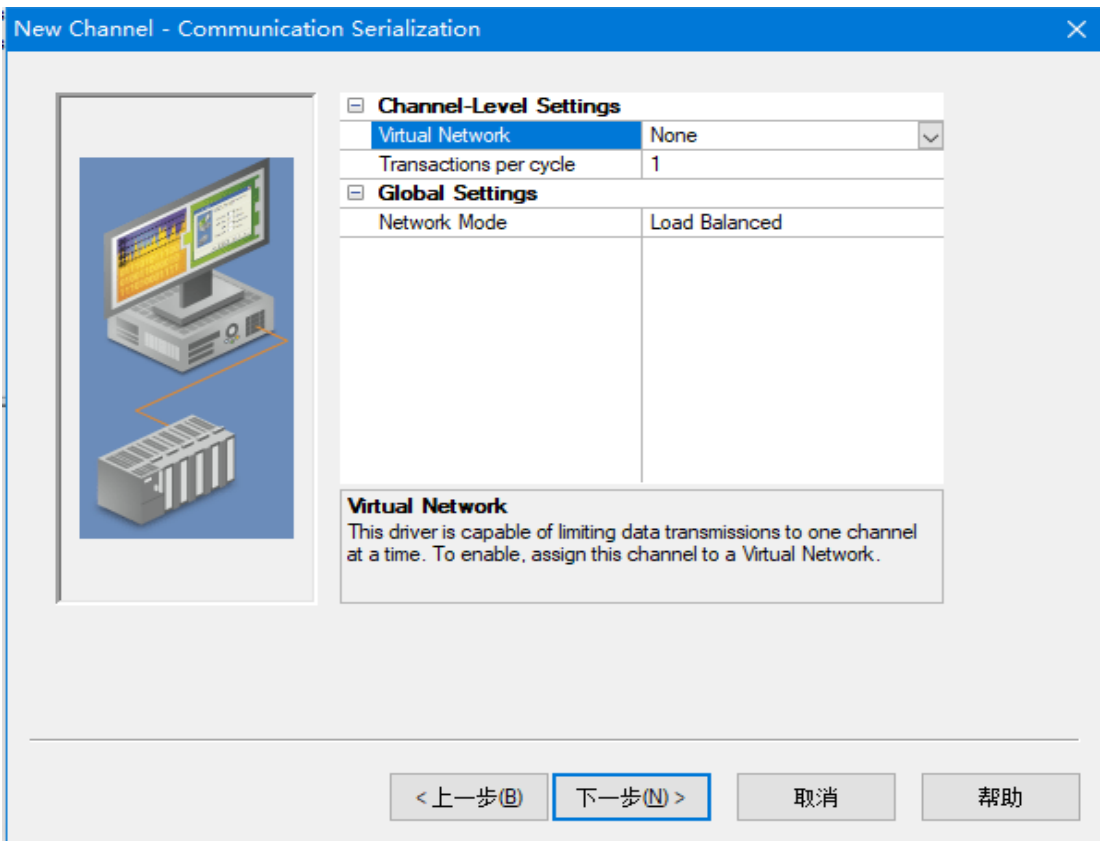 New Channel - Communication Serialization
Channel-Level Settings
Virtual Network None
Transactions per cycle 1
Global Settings
Network Mode Load Balanced
Virtual Network
This driver is capable of limiting data transmissions to one channel
at a time. To enable, assign this channel to a Virtual Network.
<上一步(B) 下一步(N)> 取消 帮助